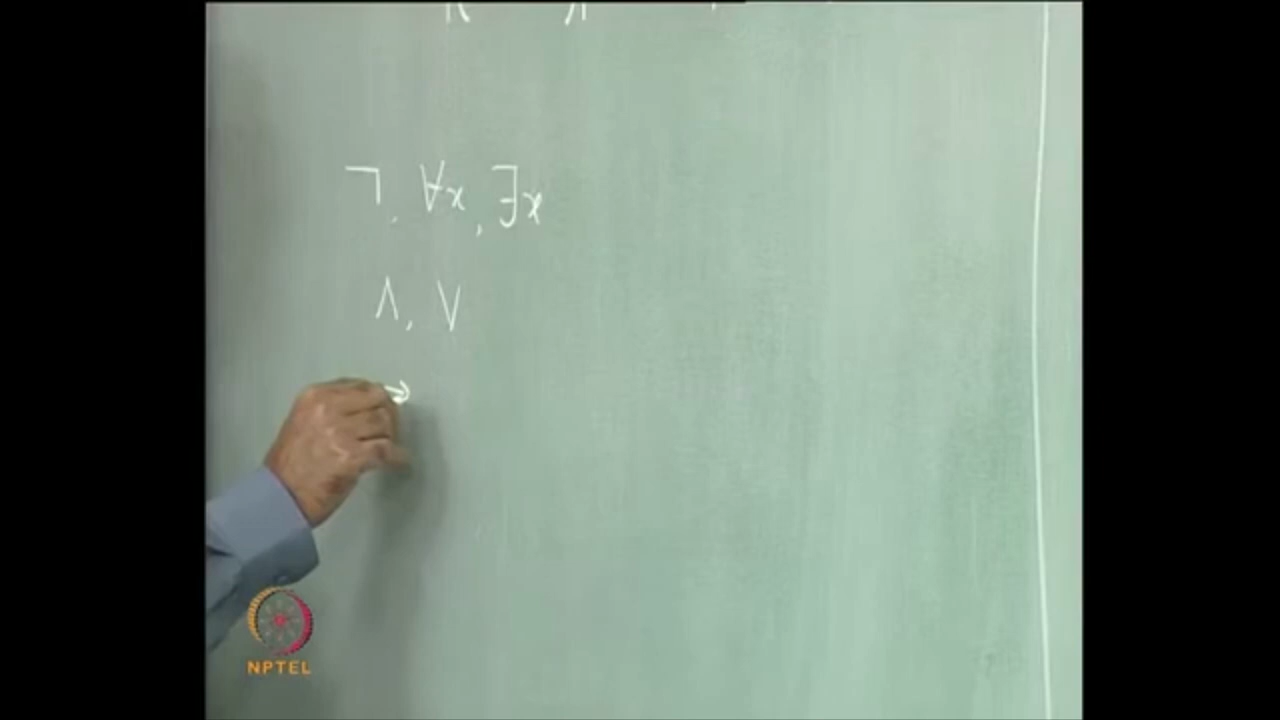 ¬, ∀x, ∃x
∧, ∨
→
NPTEL